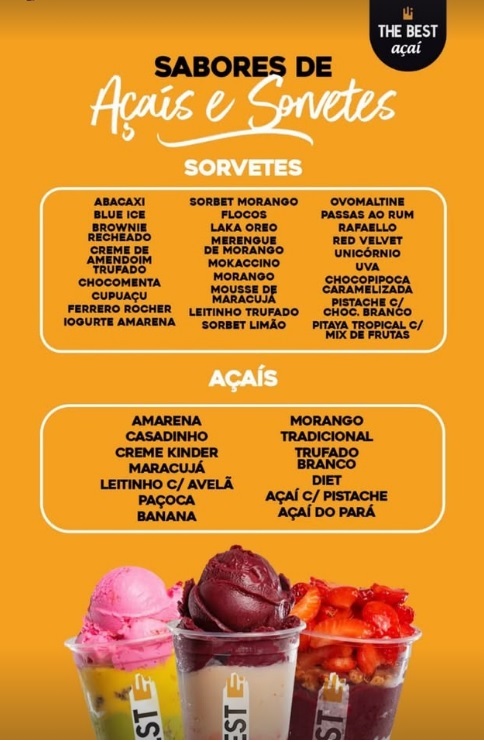 THE BEST
açaí
SABORES DE
Açaís e Sorvetes
SORVETES
ABACAXI
BLUE ICE
BROWNIE
RECHEADO
CREME DE
AMENDOIM
TRUFADO
CHOCOMENTA
CUPUAÇU
FERRERO ROCHER
IOGURTE AMARENA
SORBET MORANGO
FLOCOS
LAKA OREO
MERENGUE
DE MORANGO
MOKACCINO
MORANGO
MOUSSE DE
MARACUJÁ
LEITINHO TRUFADO
SORBET LIMÃO
OVOMALTINE
PASSAS AO RUM
RAFAELLO
RED VELVET
UNICÓRNIO
UVA
CHOCOPIPOCA
CARAMELIZADA
PISTACHE C/
CHOC. BRANCO
PITAYA TROPICAL C/
MIX DE FRUTAS
AÇAÍS
AMARENA
CASADINHO
CREME KINDER
MARACUJÁ
LEITINHO C/ AVELÃ
PAÇOCA
BANANA
MORANGO
TRADICIONAL
TRUFADO
BRANCO
DIET
AÇAÍ C/ PISTACHE
AÇAÍ DO PARÁ
EST
EST
ST